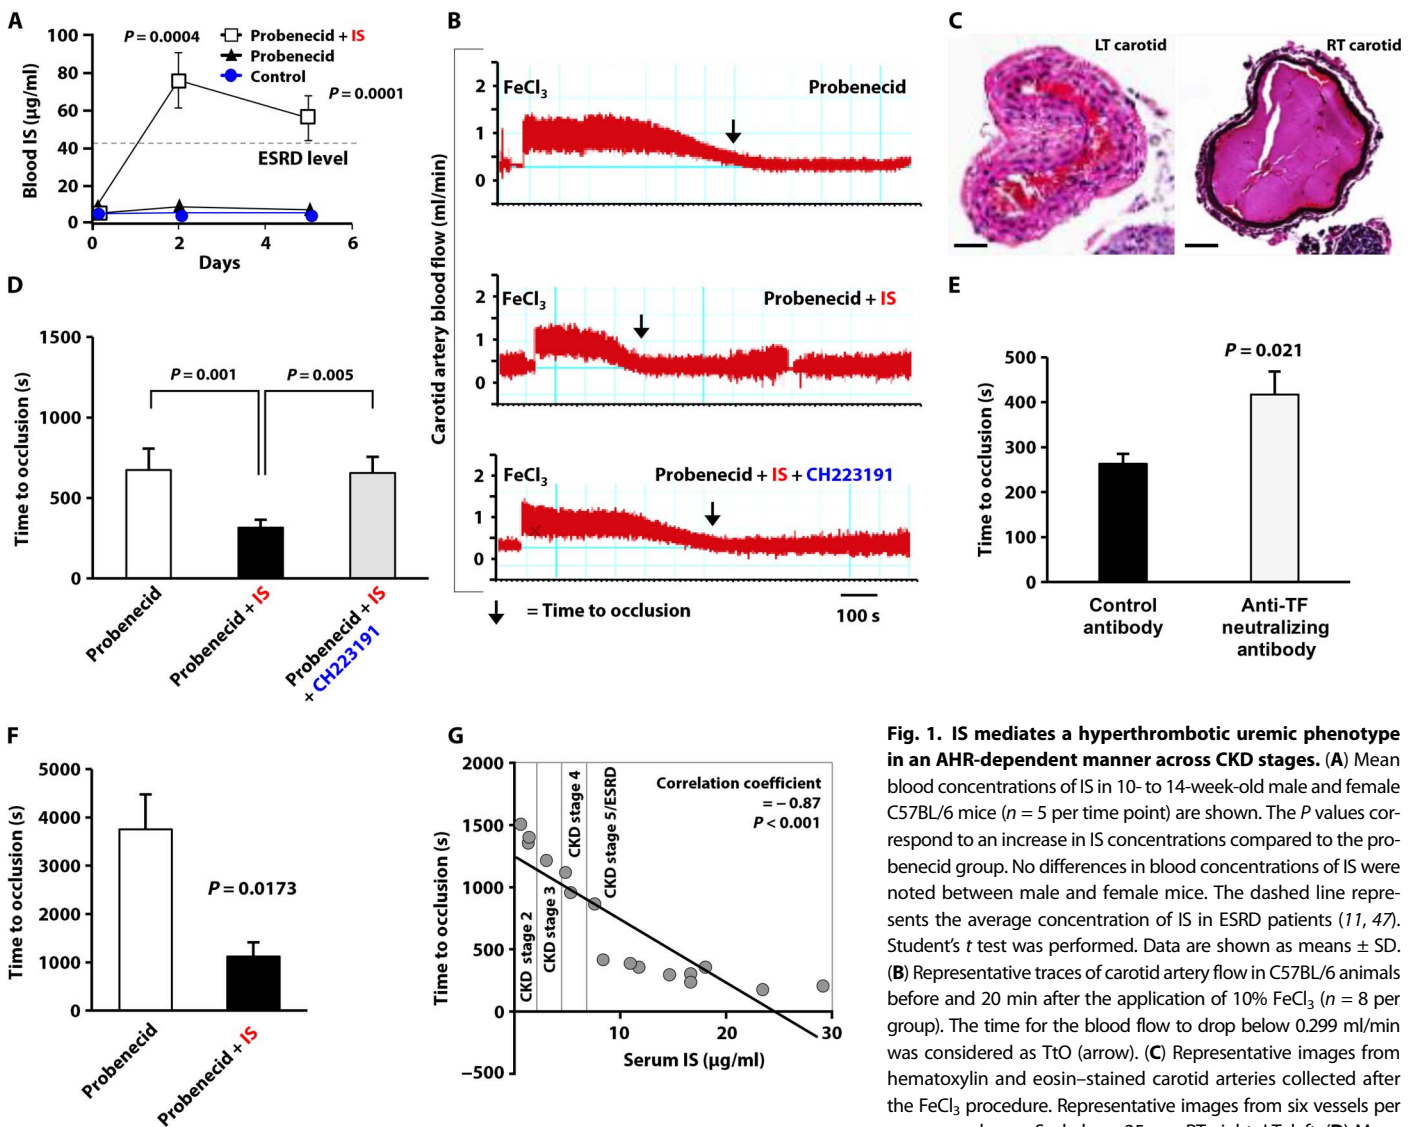 A
100
80
60
40
20
0
Blood IS (μg/ml)
P = 0.0004
Probenecid + IS
Probenecid
Control
P = 0.0001
ESRD level
0
2
4
6
Days
B
Carotid artery blood flow (ml/min)
2
1
0
FeCl3
Probenecid
2
1
0
FeCl3
Probenecid + IS
2
1
0
FeCl3
Probenecid + IS + CH223191
= Time to occlusion
100 s
C
LT carotid
RT carotid
D
1500
1000
500
0
Time to occlusion (s)
P = 0.001
P = 0.005
Probenecid
Probenecid + IS
Probenecid + IS
+ CH223191
E
500
400
300
200
100
0
Time to occlusion (s)
P = 0.021
Control
antibody
Anti-TF
neutralizing
antibody
F
5000
4000
3000
2000
1000
0
Time to occlusion (s)
P = 0.0173
Probenecid
Probenecid + IS
G
2000
1500
1000
500
0
−500
Time to occlusion (s)
CKD stage 2
CKD stage 3
CKD stage 4
CKD stage 5/ESRD
Correlation coefficient
= − 0.87
P < 0.001
10
20
30
Serum IS (μg/ml)
Fig. 1. IS mediates a hyperthrombotic uremic phenotype
in an AHR-dependent manner across CKD stages. (A) Mean
blood concentrations of IS in 10- to 14-week-old male and female
C57BL/6 mice (n = 5 per time point) are shown. The P values cor-
respond to an increase in IS concentrations compared to the pro-
benecid group. No differences in blood concentrations of IS were
noted between male and female mice. The dashed line repre-
sents the average concentration of IS in ESRD patients (11, 47).
Student's t test was performed. Data are shown as means ± SD.
(B) Representative traces of carotid artery flow in C57BL/6 animals
before and 20 min after the application of 10% FeCl3 (n = 8 per
group). The time for the blood flow to drop below 0.299 ml/min
was considered as TtO (arrow). (C) Representative images from
hematoxylin and eosin–stained carotid arteries collected after
the FeCl3 procedure. Representative images from six vessels per